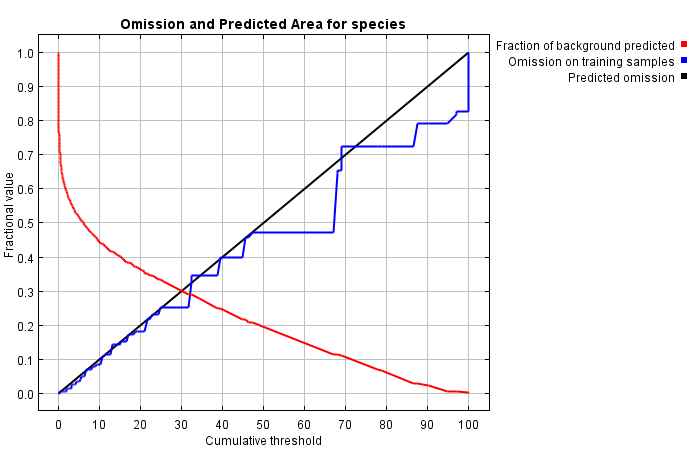 Omission and Predicted Area for species
Fraction of background predicted
Omission on training samples
Predicted omission
Fractional value
1.0
0.9
0.8
0.7
0.6
0.5
0.4
0.3
0.2
0.1
0.0
0 10 20 30 40 50 60 70 80 90 100
Cumulative threshold